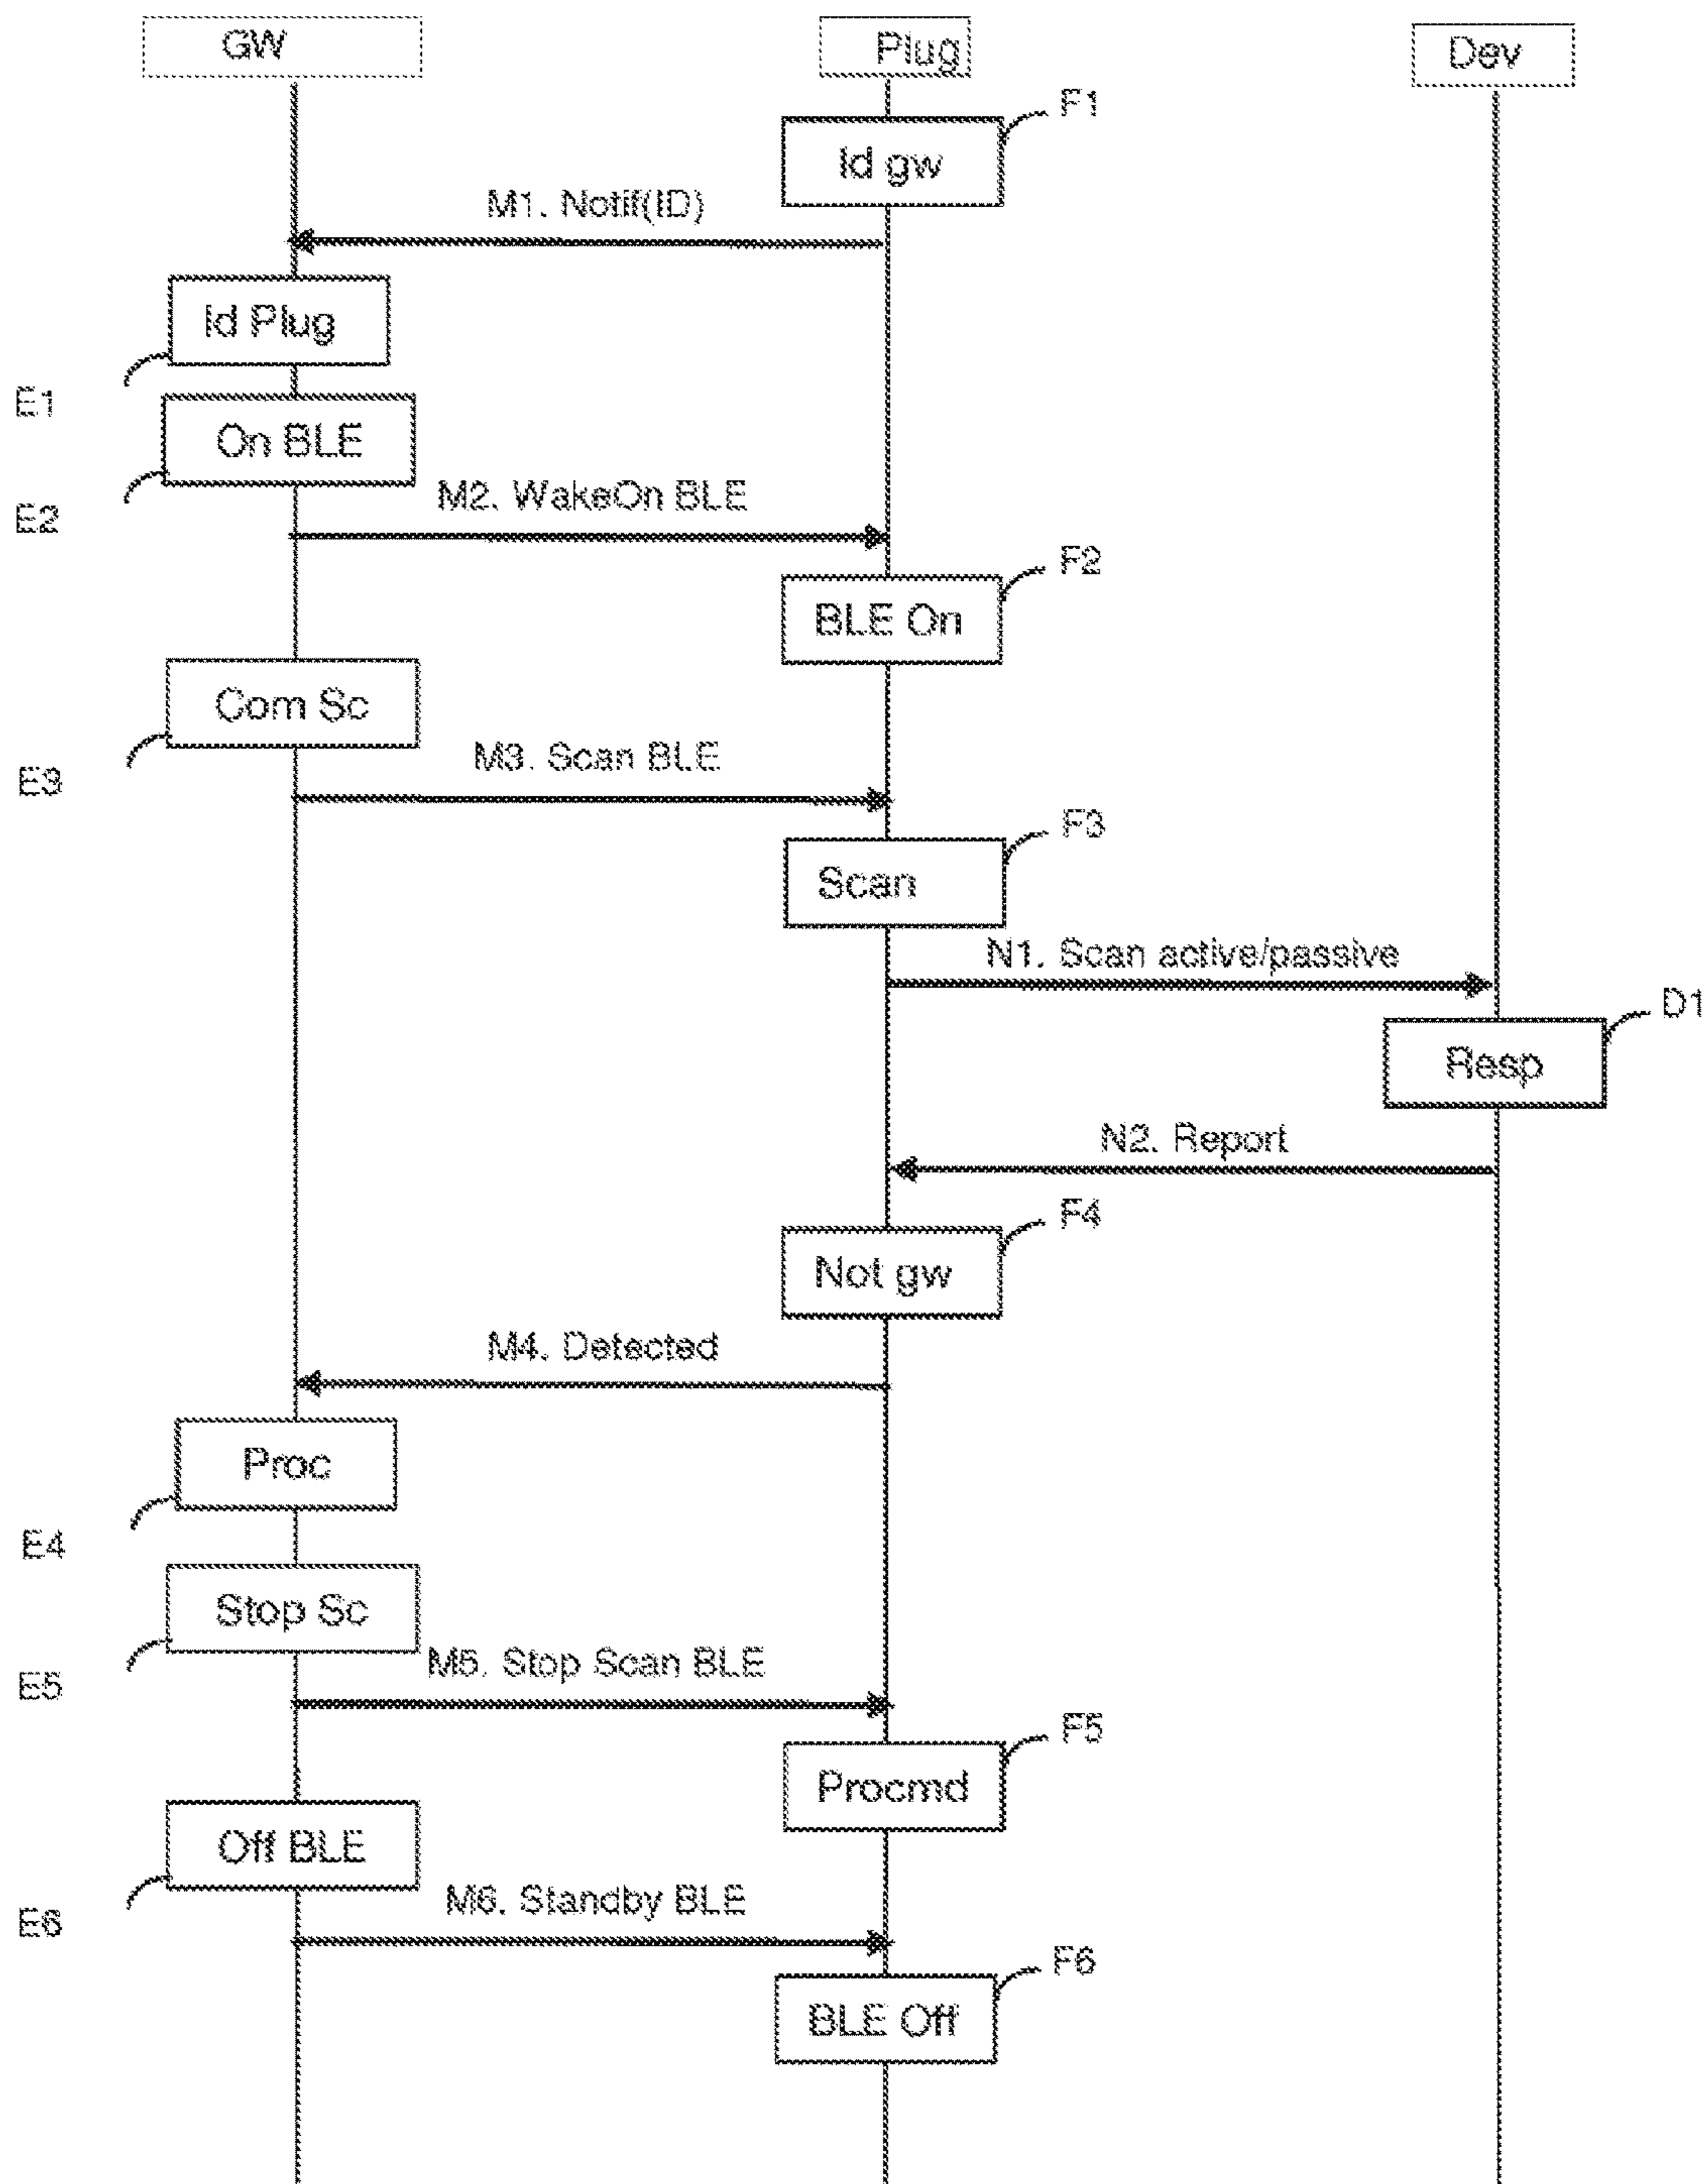 GW
Plug
Dev
F1
Id gw
M1. Notif(ID)
Id Plug
E1
On BLE
M2. WakeOn BLE
E2
F2
BLE On
Com Sc
M3. Scan BLE
E3
F3
Scan
N1. Scan active/passive
D1
Resp
N2. Report
F4
Not gw
M4. Detected
Proc
E4
Stop Sc
M5. Stop Scan BLE
E5
F5
Procmd
Off BLE
M6. Standby BLE
E6
F6
BLE Off